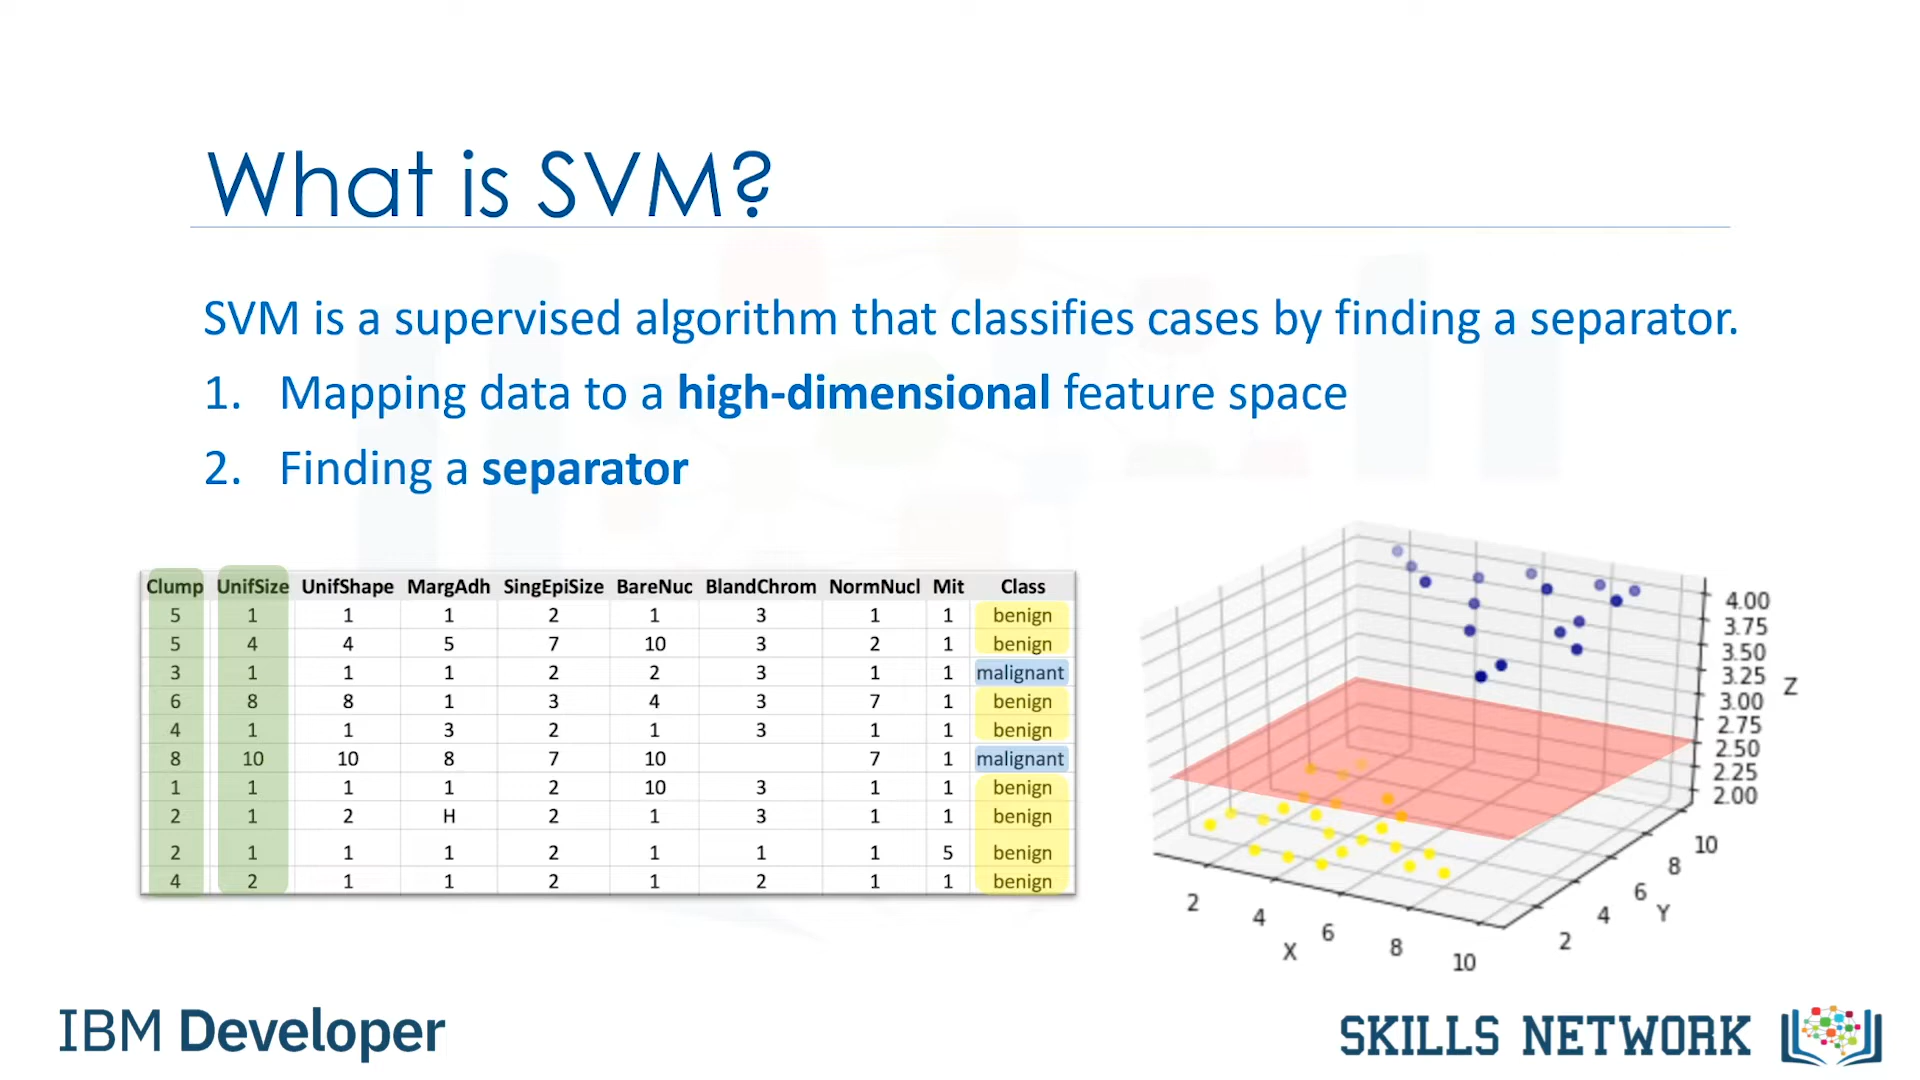 What is SVM?
SVM is a supervised algorithm that classifies cases by finding a separator.
1. Mapping data to a high-dimensional feature space
2. Finding a separator
Clump UnifSize UnifShape MargAdh SingEpiSize BareNuc BlandChrom NormNucl Mit Class
5 1 1 1 2 1 3 1 1 benign
5 4 4 5 7 10 3 2 1 benign
3 1 1 1 2 2 3 1 1 malignant
6 8 8 1 3 4 3 7 1 benign
4 1 1 3 2 1 3 1 1 benign
8 10 10 8 7 10 7 1 malignant
1 1 1 1 2 10 3 1 1 benign
2 1 2 H 2 1 3 1 1 benign
2 1 1 1 2 1 1 1 5 benign
4 2 1 1 2 1 2 1 1 benign
4.00
3.75
3.50
3.25
3.00
2.75
2.50
2.25
2.00
Z
2 4 6 8 10
X
2 4 6 8 10
Y
IBM Developer
SKILLS NETWORK